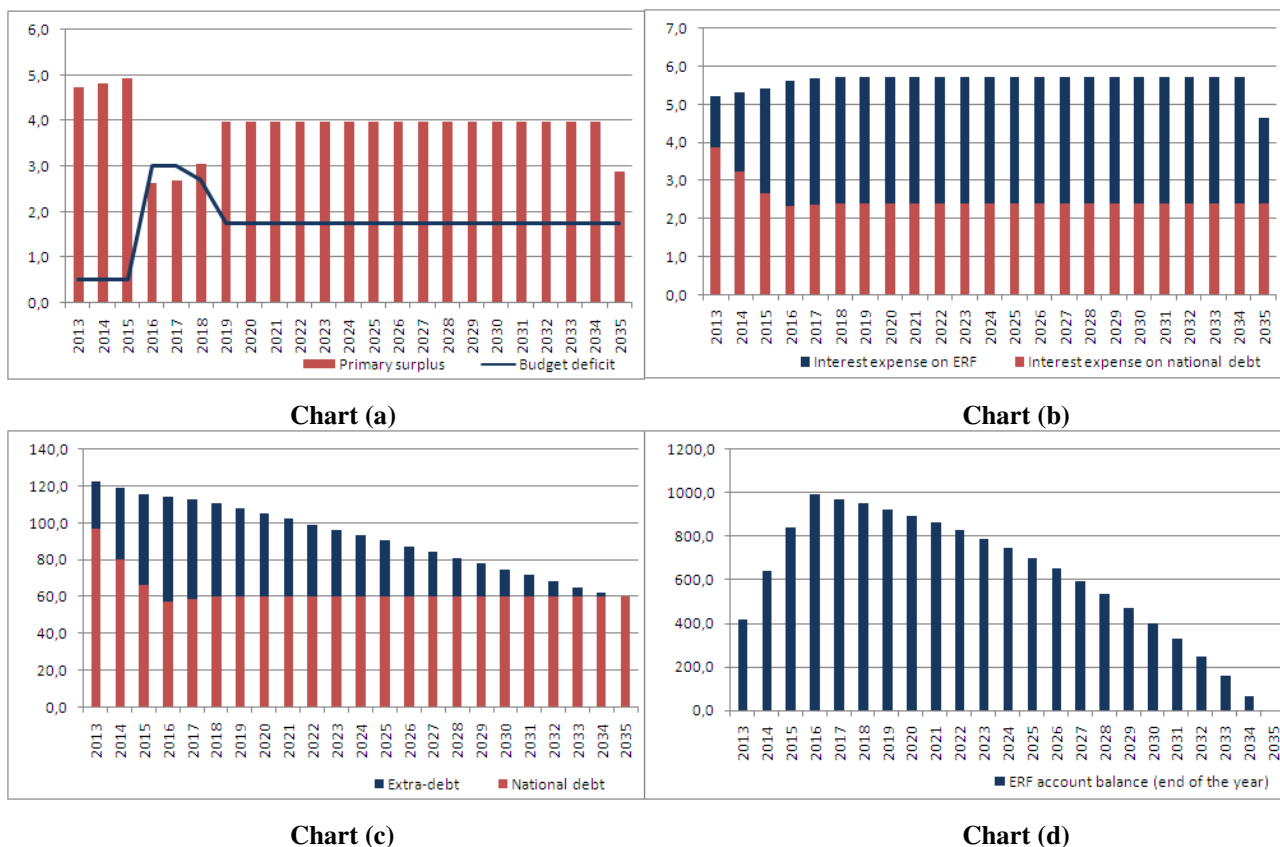 6,0
5,0
4,0
3,0
2,0
1,0
0,0
2013 2014 2015 2016 2017 2018 2019 2020 2021 2022 2023 2024 2025 2026 2027 2028 2029 2030 2031 2032 2033 2034 2035
Primary surplus Budget deficit
Chart (a)
7,0
6,0
5,0
4,0
3,0
2,0
1,0
0,0
2013 2014 2015 2016 2017 2018 2019 2020 2021 2022 2023 2024 2025 2026 2027 2028 2029 2030 2031 2032 2033 2034 2035
Interest expense on ERF Interest expense on national debt
Chart (b)
140,0
120,0
100,0
80,0
60,0
40,0
20,0
0,0
2013 2014 2015 2016 2017 2018 2019 2020 2021 2022 2023 2024 2025 2026 2027 2028 2029 2030 2031 2032 2033 2034 2035
Extra-debt National debt
Chart (c)
1200,0
1000,0
800,0
600,0
400,0
200,0
0,0
2013 2014 2015 2016 2017 2018 2019 2020 2021 2022 2023 2024 2025 2026 2027 2028 2029 2030 2031 2032 2033 2034 2035
ERF account balance (end of the year)
Chart (d)